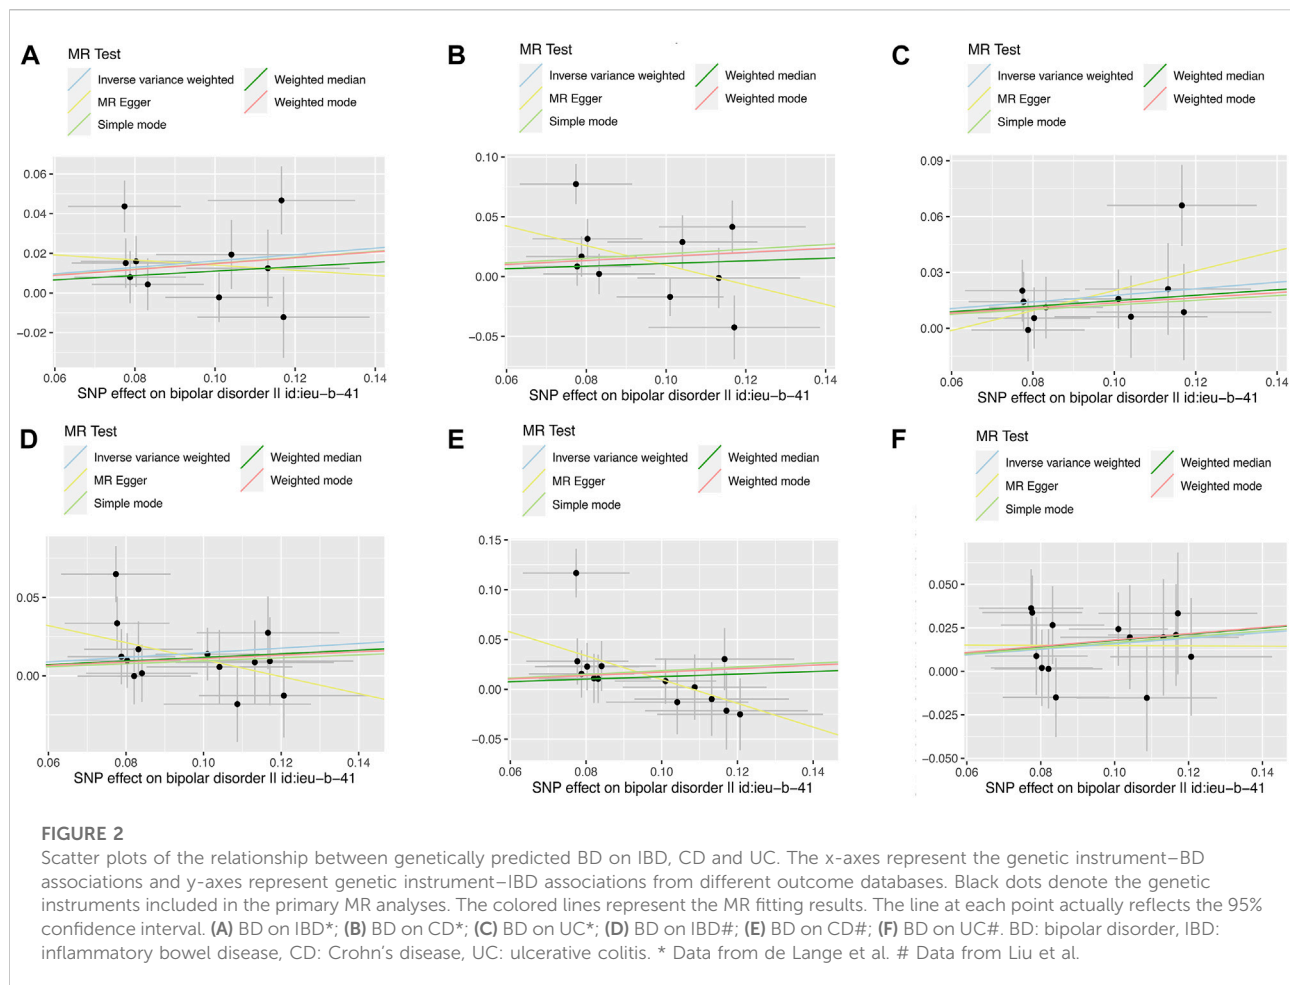 A
MR Test
Inverse variance weighted
Weighted median
MR Egger
Weighted mode
Simple mode
0.06
0.04
0.02
0.00
−0.02
0.06 0.08 0.10 0.12 0.14
SNP effect on bipolar disorder || id:ieu−b−41
B
MR Test
Inverse variance weighted
Weighted median
MR Egger
Weighted mode
Simple mode
0.10
0.05
0.00
−0.05
0.06 0.08 0.10 0.12 0.14
SNP effect on bipolar disorder || id:ieu−b−41
C
MR Test
Inverse variance weighted
Weighted median
MR Egger
Weighted mode
Simple mode
0.09
0.06
0.03
0.00
0.06 0.08 0.10 0.12 0.14
SNP effect on bipolar disorder || id:ieu−b−41
D
MR Test
Inverse variance weighted
Weighted median
MR Egger
Weighted mode
Simple mode
0.05
0.00
0.06 0.08 0.10 0.12 0.14
SNP effect on bipolar disorder || id:ieu−b−41
E
MR Test
Inverse variance weighted
Weighted median
MR Egger
Weighted mode
Simple mode
0.15
0.10
0.05
0.00
−0.05
0.06 0.08 0.10 0.12 0.14
SNP effect on bipolar disorder || id:ieu−b−41
F
MR Test
Inverse variance weighted
Weighted median
MR Egger
Weighted mode
Simple mode
0.050
0.025
0.000
−0.025
−0.050
0.06 0.08 0.10 0.12 0.14
SNP effect on bipolar disorder || id:ieu−b−41
FIGURE 2
Scatter plots of the relationship between genetically predicted BD on IBD, CD and UC. The x-axes represent the genetic instrument–BD
associations and y-axes represent genetic instrument–IBD associations from different outcome databases. Black dots denote the genetic
instruments included in the primary MR analyses. The colored lines represent the MR fitting results. The line at each point actually reflects the 95%
confidence interval. (A) BD on IBD*; (B) BD on CD*; (C) BD on UC*; (D) BD on IBD#; (E) BD on CD#; (F) BD on UC#. BD: bipolar disorder, IBD:
inflammatory bowel disease, CD: Crohn's disease, UC: ulcerative colitis. * Data from de Lange et al. # Data from Liu et al.